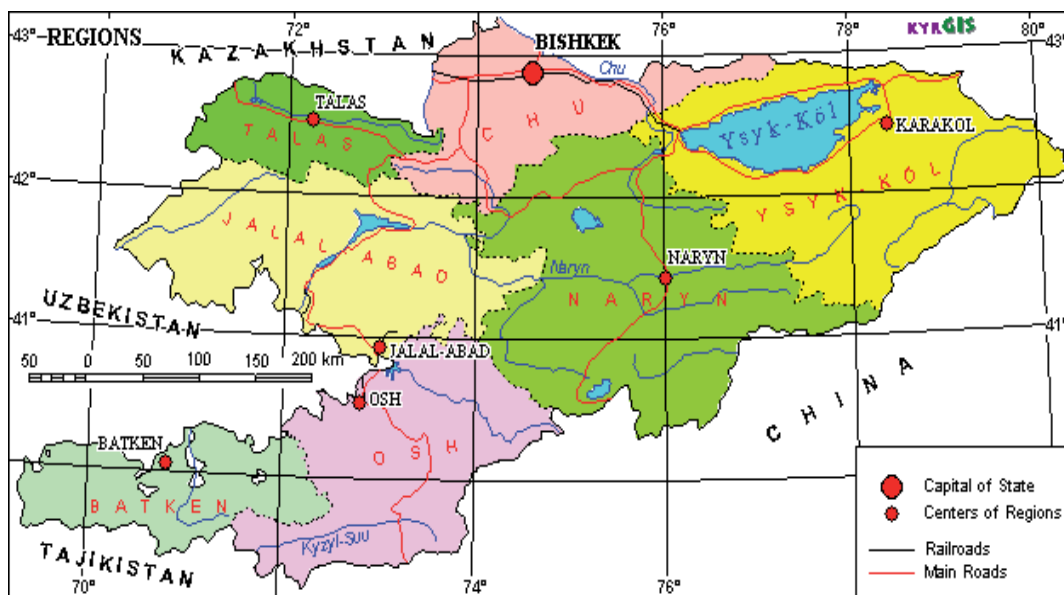 72° 76° 78° 80°
43° REGIONS KAZAKHSTAN BISHKEK KYRGIS 43°
Chu
TALAS
TALAS
CHU
Ysyk-Köl
KARAKOL
42° 42°
YSYK-KÖL
JALAL ABAD
Naryn
NARYN
NARYN
UZBEKISTAN
41° 41°
JALAL-ABAD
50 0 50 100 150 200 km
OSH
CHINA
70°
BATKEN
OSH
BATKEN
Kyzyl-Suu
TAJIKISTAN
70° 72° 74° 76°
Capital of State
Centers of Regions
Railroads
Main Roads